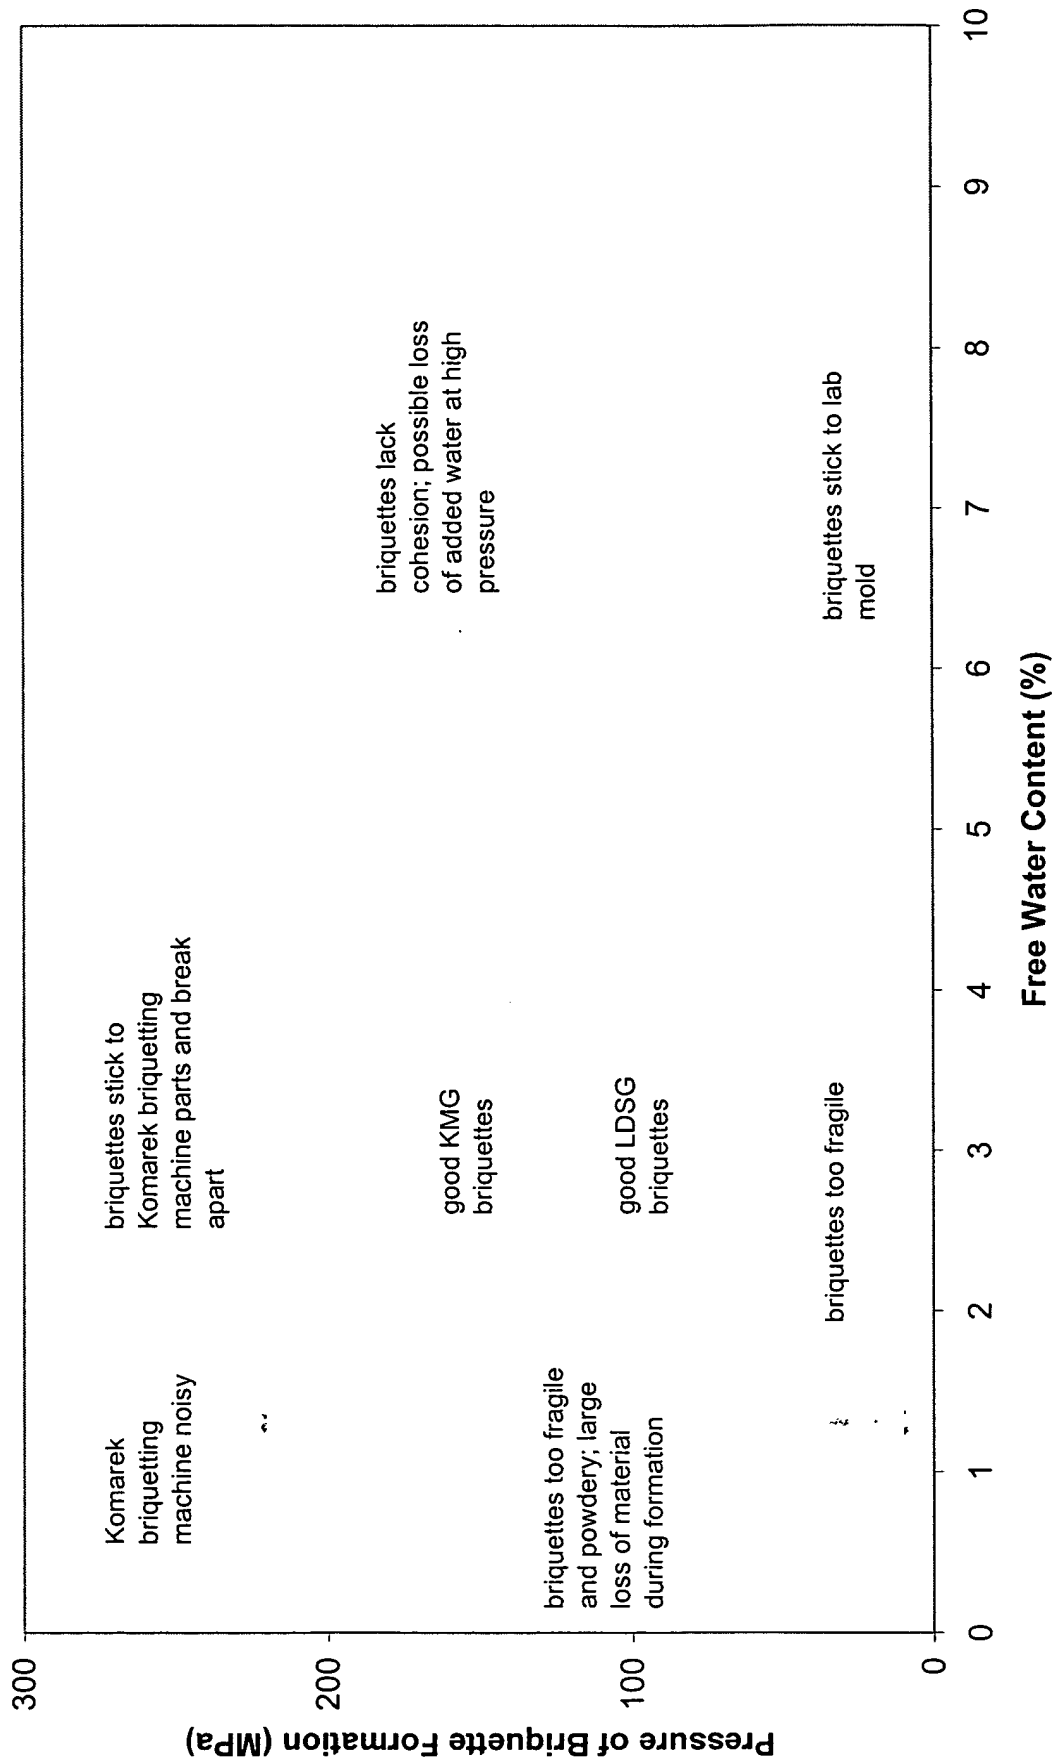 Pressure of Briquette Formation (MPa)
300
200
100
0
Komarek
briquetting
machine noisy
briquettes stick to
Komarek briquetting
machine parts and break
apart
briquettes lack
cohesion; possible loss
of added water at high
pressure
good KMG
briquettes
briquettes too fragile
and powdery; large
loss of material
during formation
good LDSG
briquettes
briquettes too fragile
briquettes stick to lab
mold
0 1 2 3 4 5 6 7 8 9 10
Free Water Content (%)